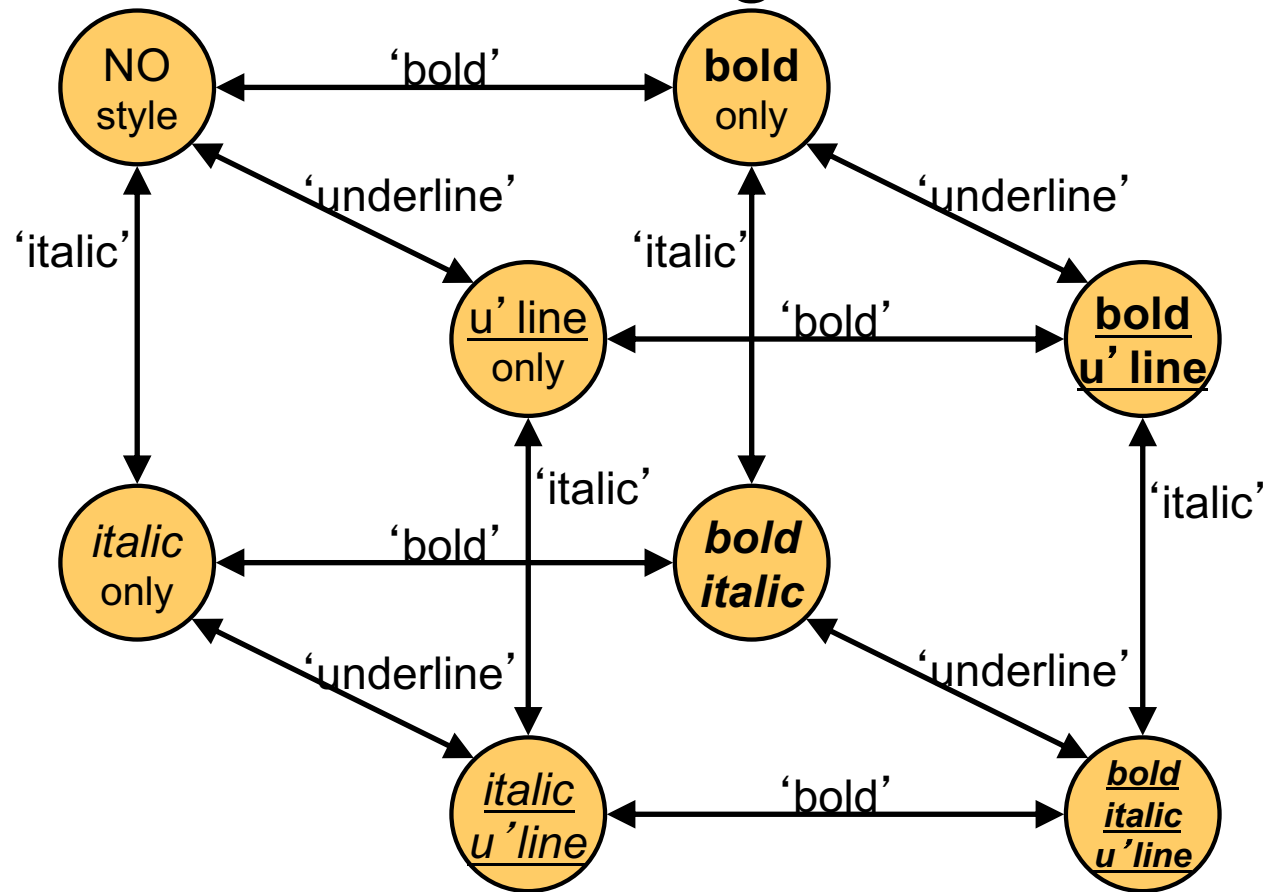 NO
style
‘bold’
bold
only
‘underline’
‘underline’
‘italic’
‘italic’
u’ line
only
‘bold’
bold
u’ line
‘italic’
‘italic’
italic
only
‘bold’
bold
italic
‘underline’
‘underline’
italic
u’line
‘bold’
bold
italic
u’line